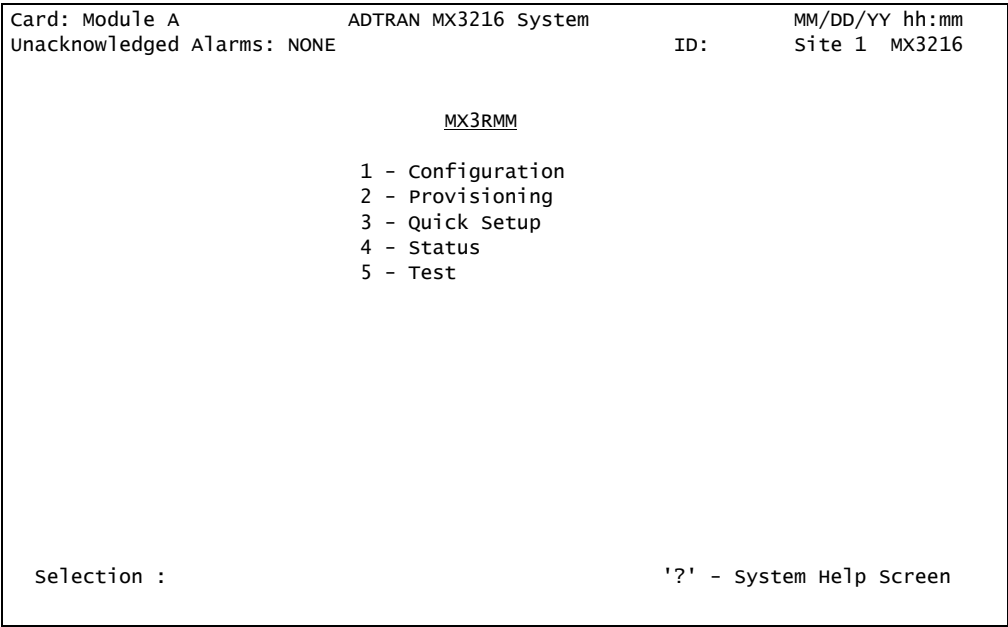 Card: Module A ADTRAN MX3216 System MM/DD/YY hh:mm
Unacknowledged Alarms: NONE ID: Site 1 MX3216
MX3RMM
1 - Configuration
2 - Provisioning
3 - Quick Setup
4 - Status
5 - Test
Selection : '?' - System Help Screen